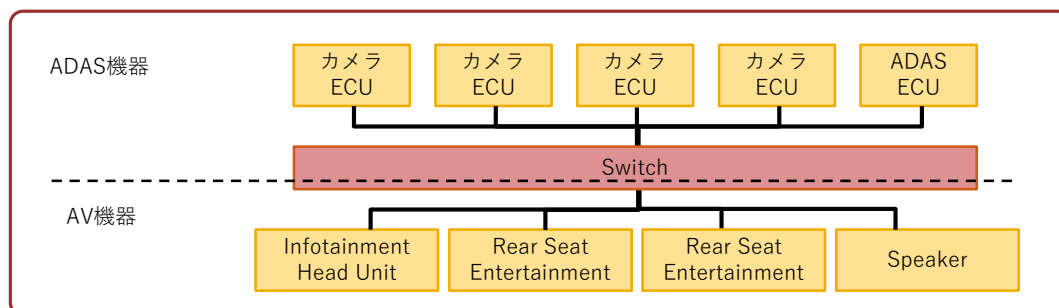 ADAS機器
カメラ
ECU
カメラ
ECU
カメラ
ECU
カメラ
ECU
ADAS
ECU
Switch
AV機器
Infotainment
Head Unit
Rear Seat
Entertainment
Rear Seat
Entertainment
Speaker